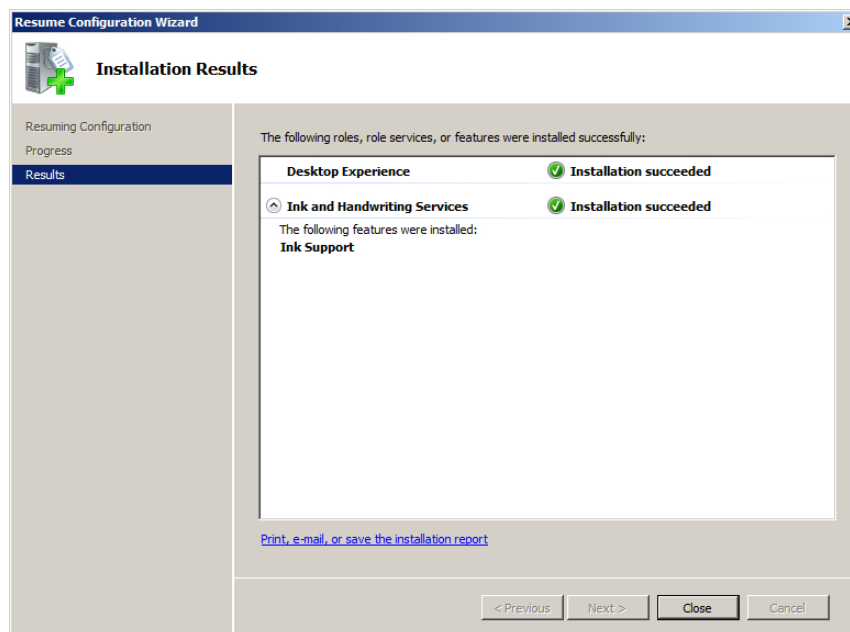 Resume Configuration Wizard
Installation Results
Resuming Configuration
Progress
Results
The following roles, role services, or features were installed successfully:
Desktop Experience Installation succeeded
Ink and Handwriting Services Installation succeeded
The following features were installed:
Ink Support
Print, e-mail, or save the installation report
< Previous Next > Close Cancel